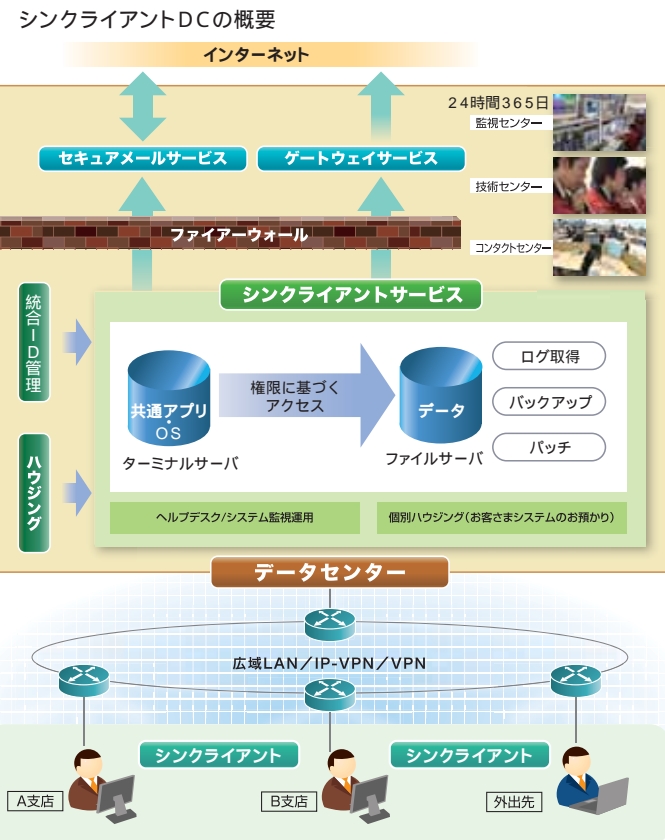 シンクライアントDCの概要
インターネット
24時間365日
監視センター
セキュアメールサービス
ゲートウェイサービス
技術センター
ファイアーウォール
コンタクトセンター
シンクライアントサービス
統合ID管理
ハウジング
共通アプリ
・
OS
ターミナルサーバ
権限に基づく
アクセス
データ
ファイルサーバ
ログ取得
バックアップ
パッチ
ヘルプデスク/システム監視運用
個別ハウジング(お客さまシステムのお預かり)
データセンター
広域LAN/IP-VPN/VPN
シンクライアント
シンクライアント
A支店
B支店
外出先